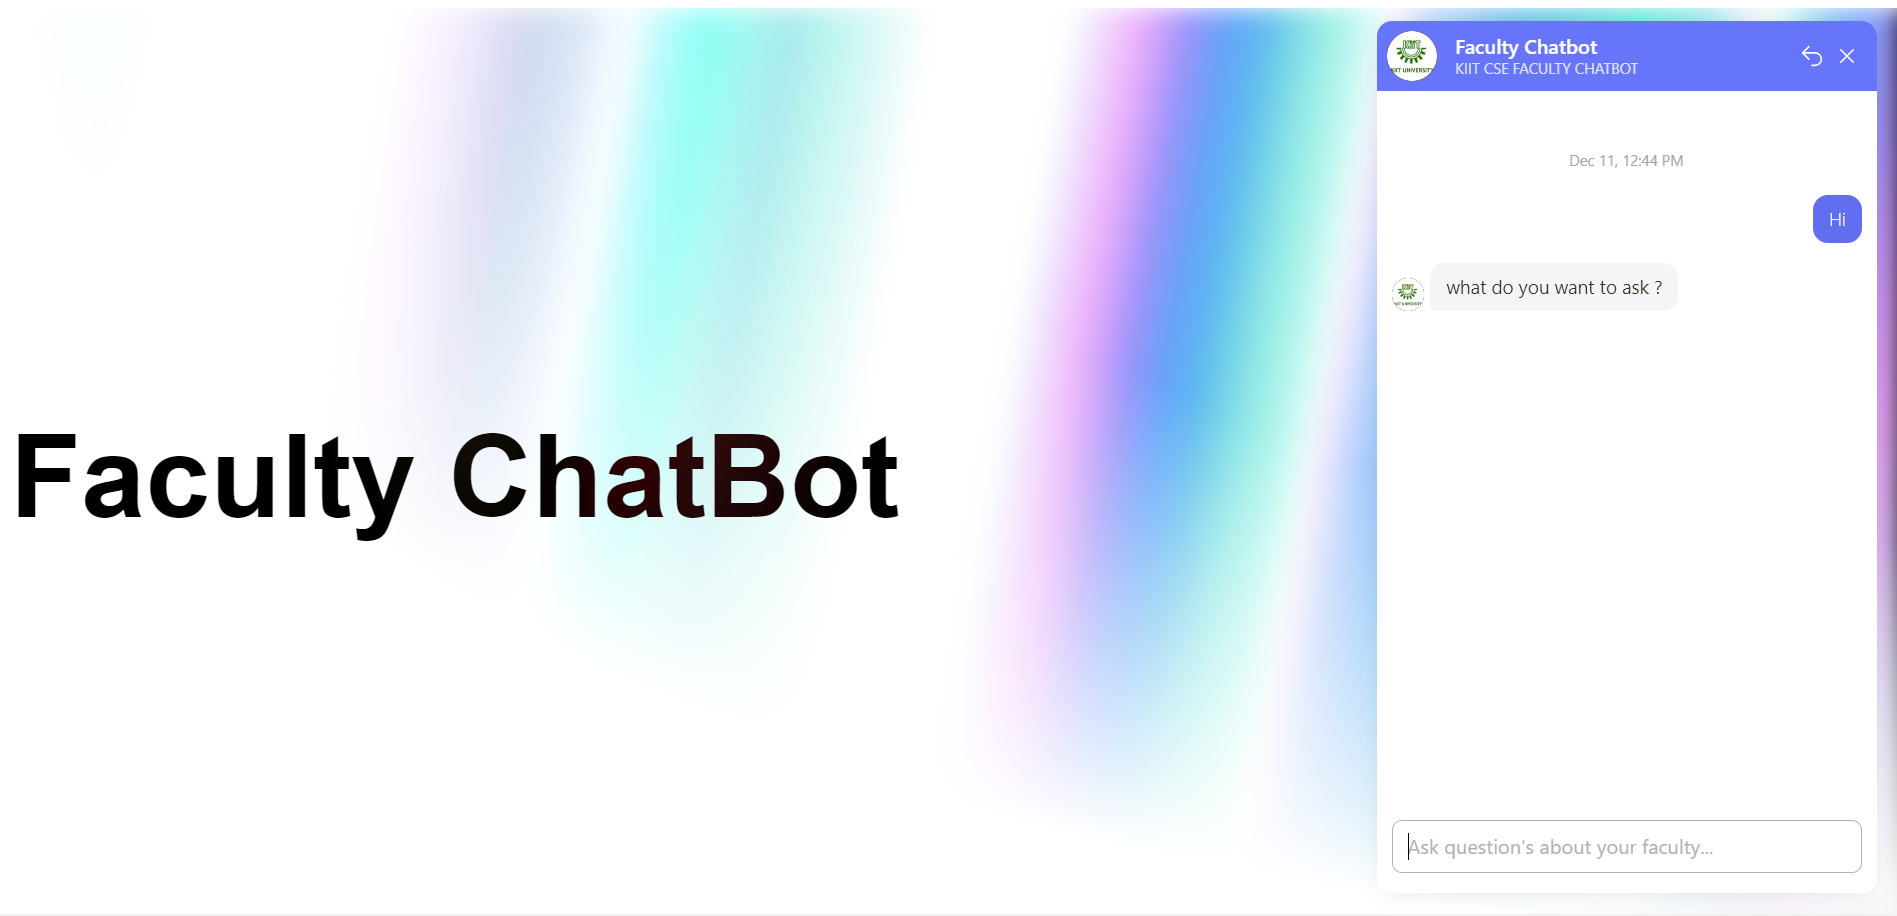 Faculty ChatBot
KIIT UNIVERSITY
Faculty Chatbot
KIIT CSE FACULTY CHATBOT
Dec 11, 12:44 PM
Hi
what do you want to ask ?
Ask question's about your faculty...